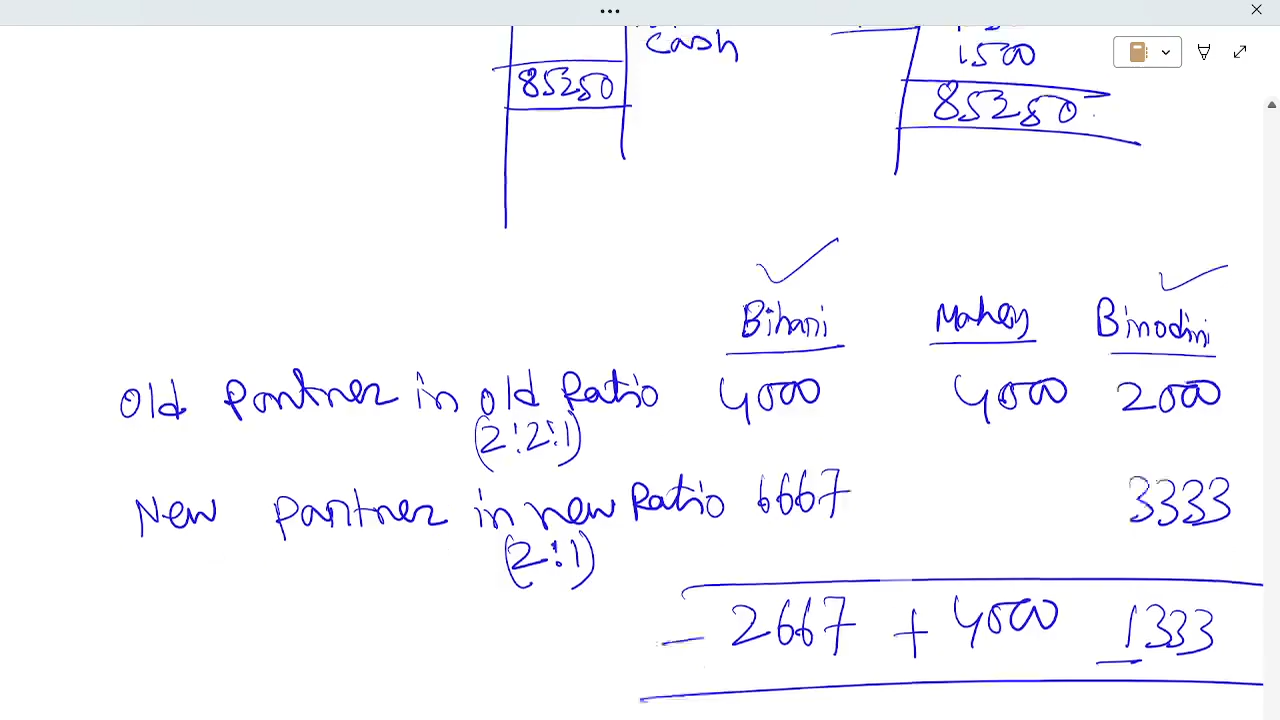 cash
1500
85250
85250
Bihari Mahesh Binodini
Old Partner in old Ratio 4000 4000 2000
(2:2:1)
New Partner in new Ratio 6667 3333
(2:1)
- 2667 + 4000 - 1333